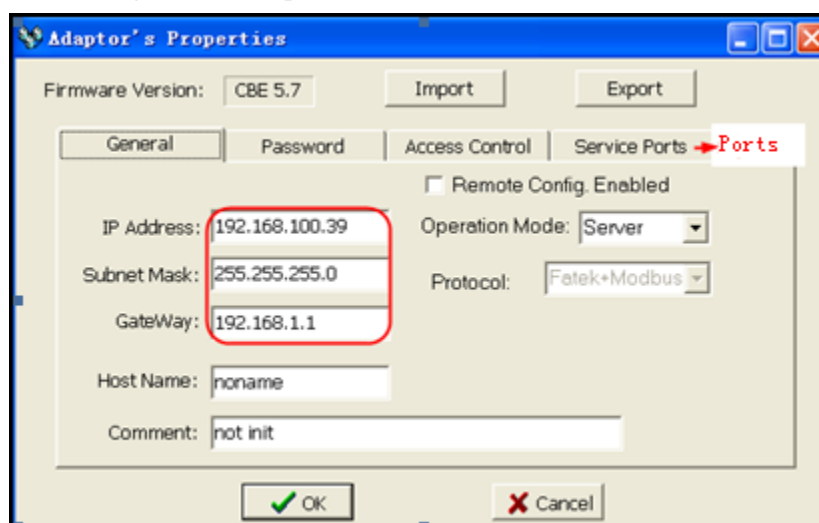 Adaptor's Properties
Firmware Version: CBE 5.7 Import Export
General Password Access Control Service Ports Ports
Remote Config. Enabled
IP Address: 192.168.100.39 Operation Mode: Server
Subnet Mask: 255.255.255.0 Protocol: Fatek+Modbus
GateWay: 192.168.1.1
Host Name: noname
Comment: not init
OK Cancel